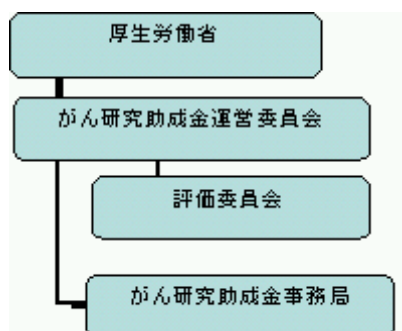 厚生労働省
がん研究助成金運営委員会
評価委員会
がん研究助成金事務局